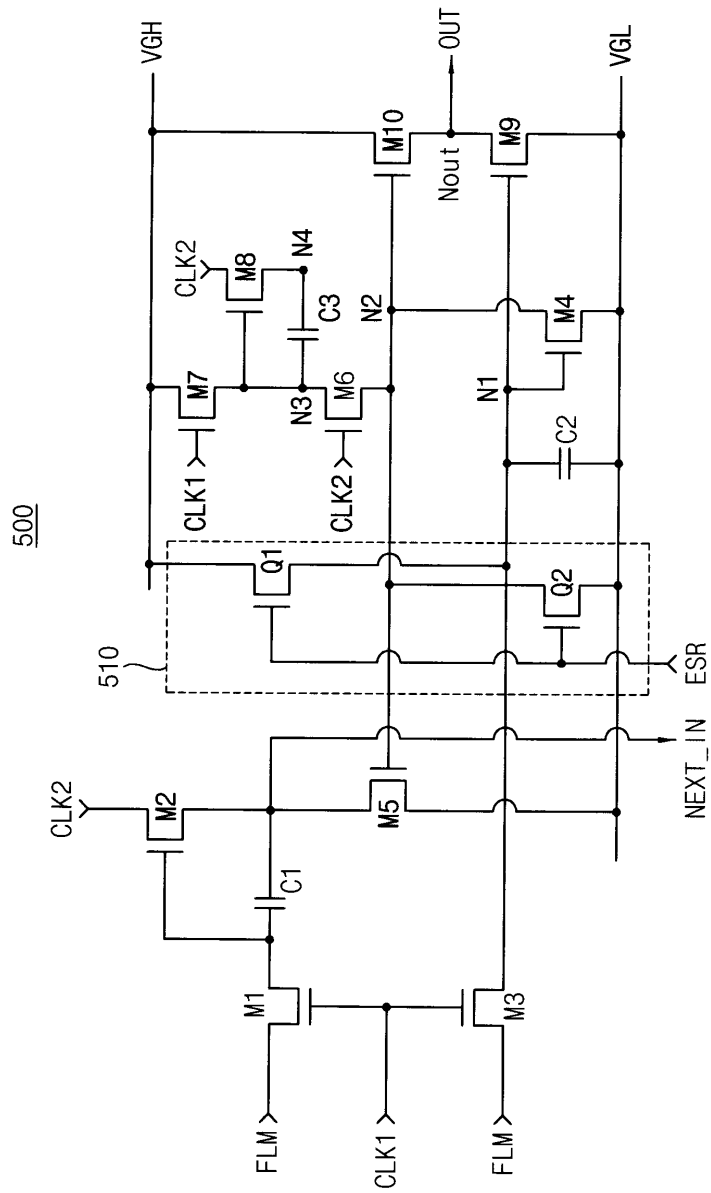 500
VGH
CLK2
CLK2
M7
M8
N4
CLK1
C3
510
Q1
N3
M6
M2
CLK2
N2
M10
C1
Nout
OUT
M1
M5
FLM
N1
M9
CLK1
Q2
C2
M4
M3
FLM
VGL
NEXT_IN
ESR